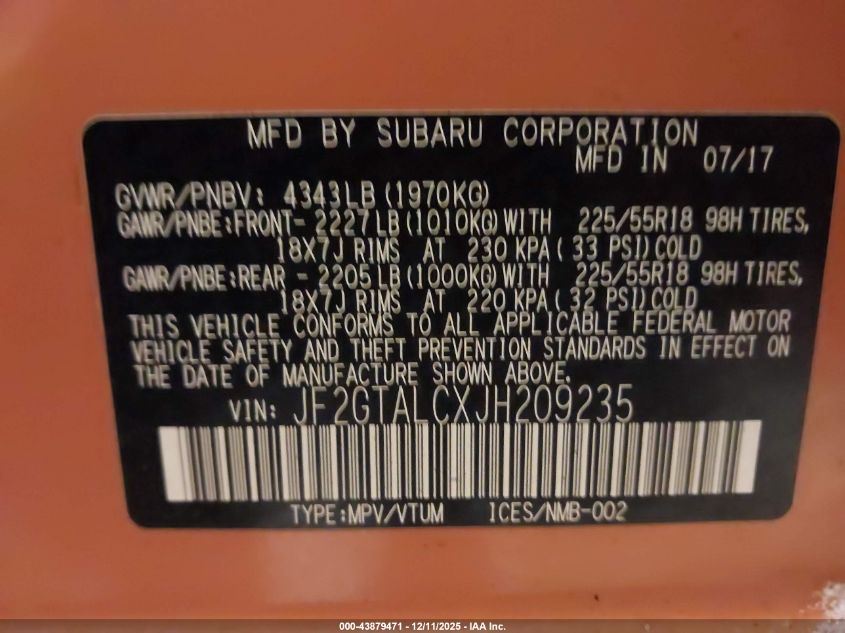 MFD BY SUBARU CORPORATION
MFD IN 07/17
GVWR/PNBV: 4343LB (1970KG)
GAWR/PNBE:FRONT- 2227LB (1010KG)WITH 225/55R18 98H TIRES,
18X7J RIMS AT 230 KPA( 33 PSI)COLD
GAWR/PNBE:REAR - 2205LB (1000KG)WITH 225/55R18 98H TIRES,
18X7J RIMS AT 220 KPA( 32 PSI)COLD
THIS VEHICLE CONFORMS TO ALL APPLICABLE FEDERAL MOTOR
VEHICLE SAFETY AND THEFT PREVENTION STANDARDS IN EFFECT ON
THE DATE OF MANUFACTURE SHOWN ABOVE.
VIN: JF2GTALCXJH209235
TYPE:MPV/VTUM ICES/NMB-002
000-43879471 - 12/11/2025 - IAA Inc.